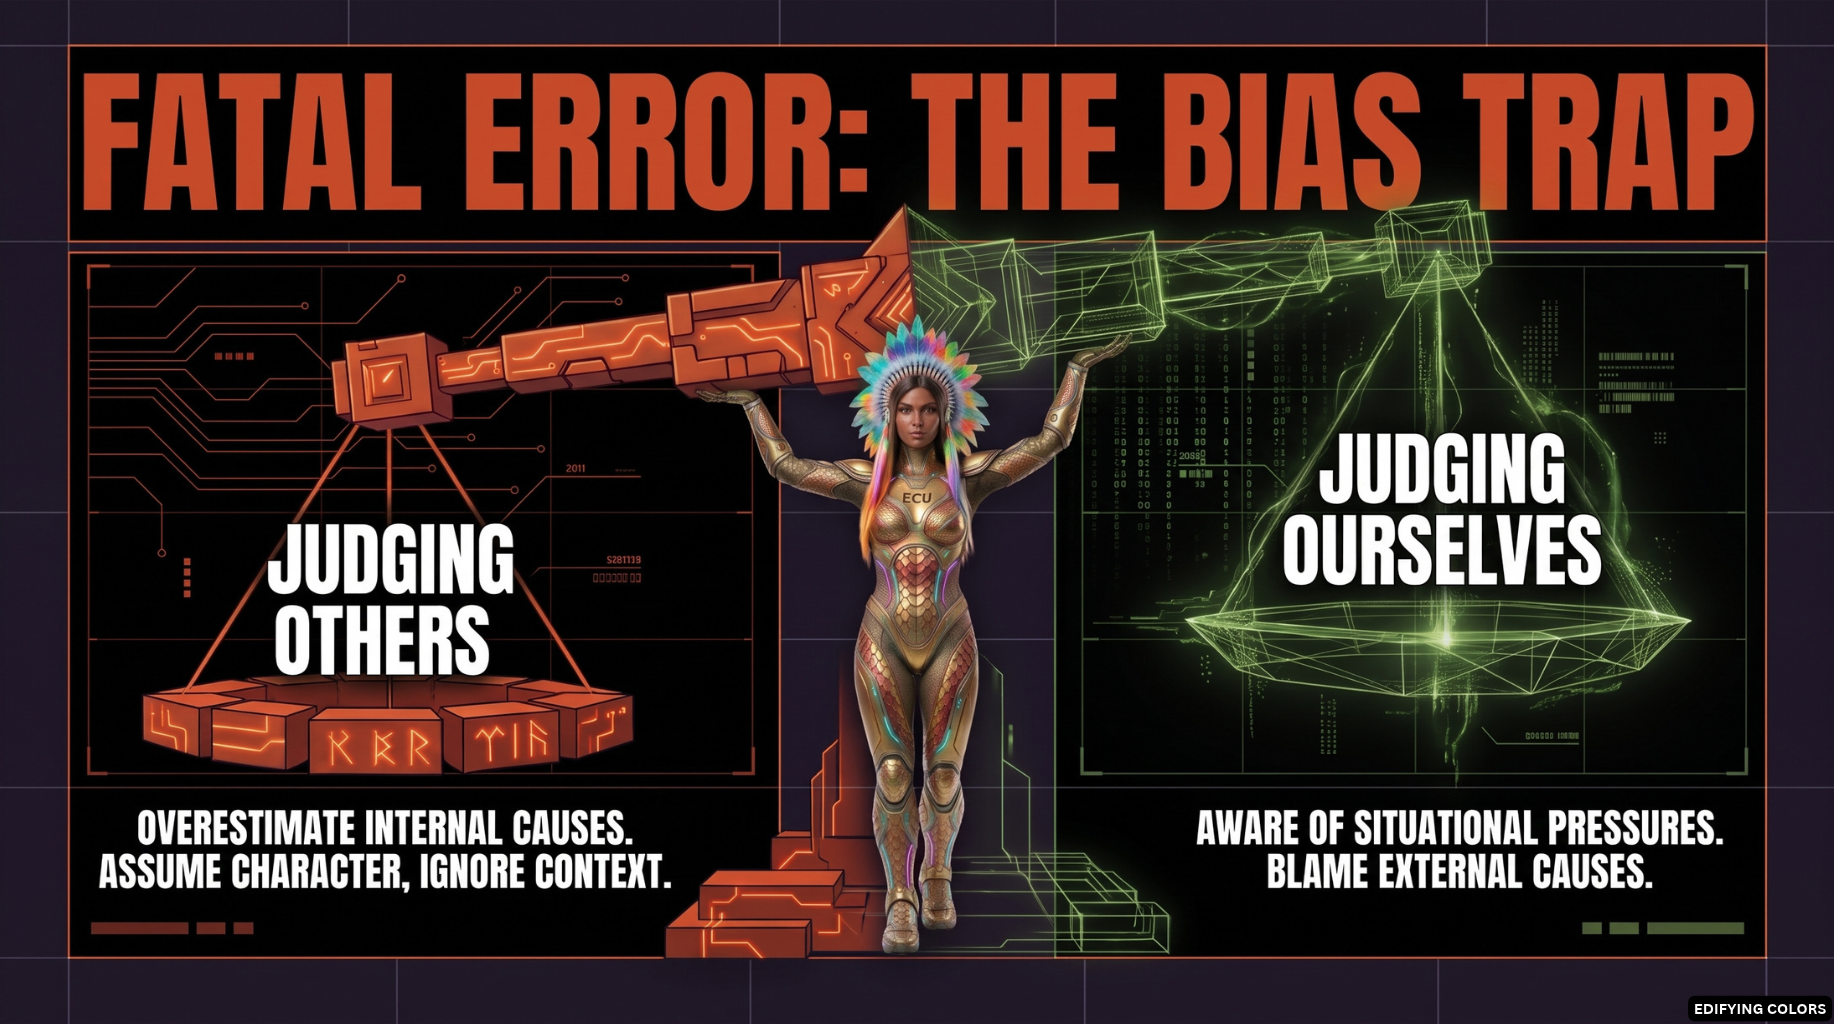 FATAL ERROR: THE BIAS TRAP
JUDGING
OTHERS
2011
ᚲᛕᚱ
OVERESTIMATE INTERNAL CAUSES.
ASSUME CHARACTER, IGNORE CONTEXT.
ECU
JUDGING
OURSELVES
AWARE OF SITUATIONAL PRESSURES.
BLAME EXTERNAL CAUSES.
EDIFYING COLORS